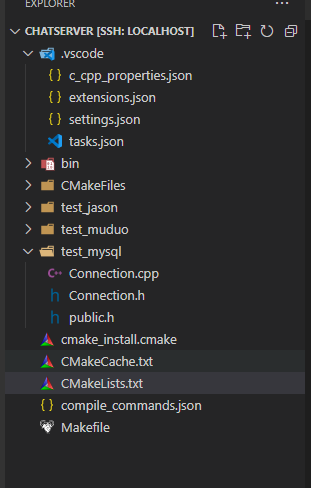 EXPLORER
CHATSERVER [SSH: LOCALHOST]
.vscode
{} c_cpp_properties.json
{} extensions.json
{} settings.json
tasks.json
bin
CMakeFiles
test_jason
test_muduo
test_mysql
C++ Connection.cpp
h Connection.h
h public.h
cmake_install.cmake
CMakeCache.txt
CMakeLists.txt
{} compile_commands.json
Makefile